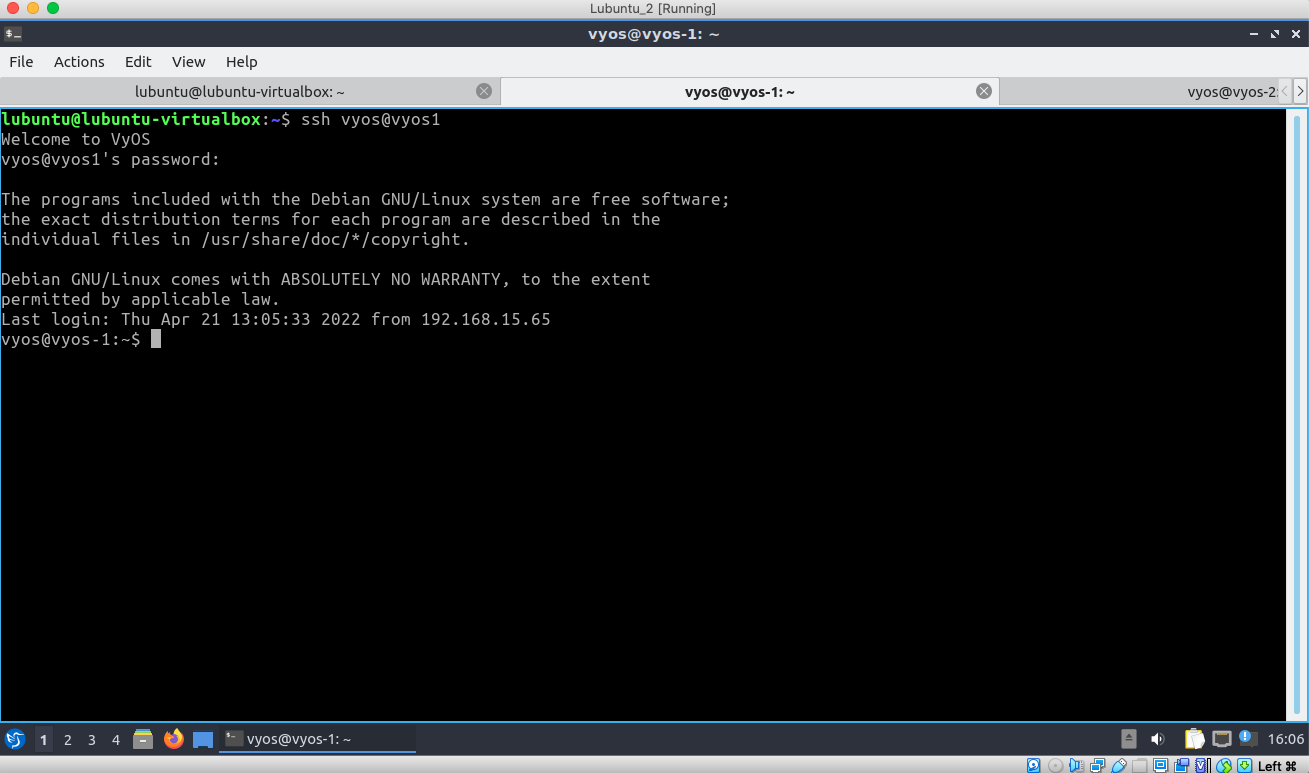 Lubuntu_2 [Running]
vyos@vyos-1: ~
File Actions Edit View Help
lubuntu@lubuntu-virtualbox: ~ vyos@vyos-1: ~ vyos@vyos-2:
lubuntu@lubuntu-virtualbox:~$ ssh vyos@vyos1
Welcome to VyOS
vyos@vyos1's password:
The programs included with the Debian GNU/Linux system are free software;
the exact distribution terms for each program are described in the
individual files in /usr/share/doc/*/copyright.
Debian GNU/Linux comes with ABSOLUTELY NO WARRANTY, to the extent
permitted by applicable law.
Last login: Thu Apr 21 13:05:33 2022 from 192.168.15.65
vyos@vyos-1:~$
1 2 3 4 vyos@vyos-1: ~ 16:06
Left ⌘